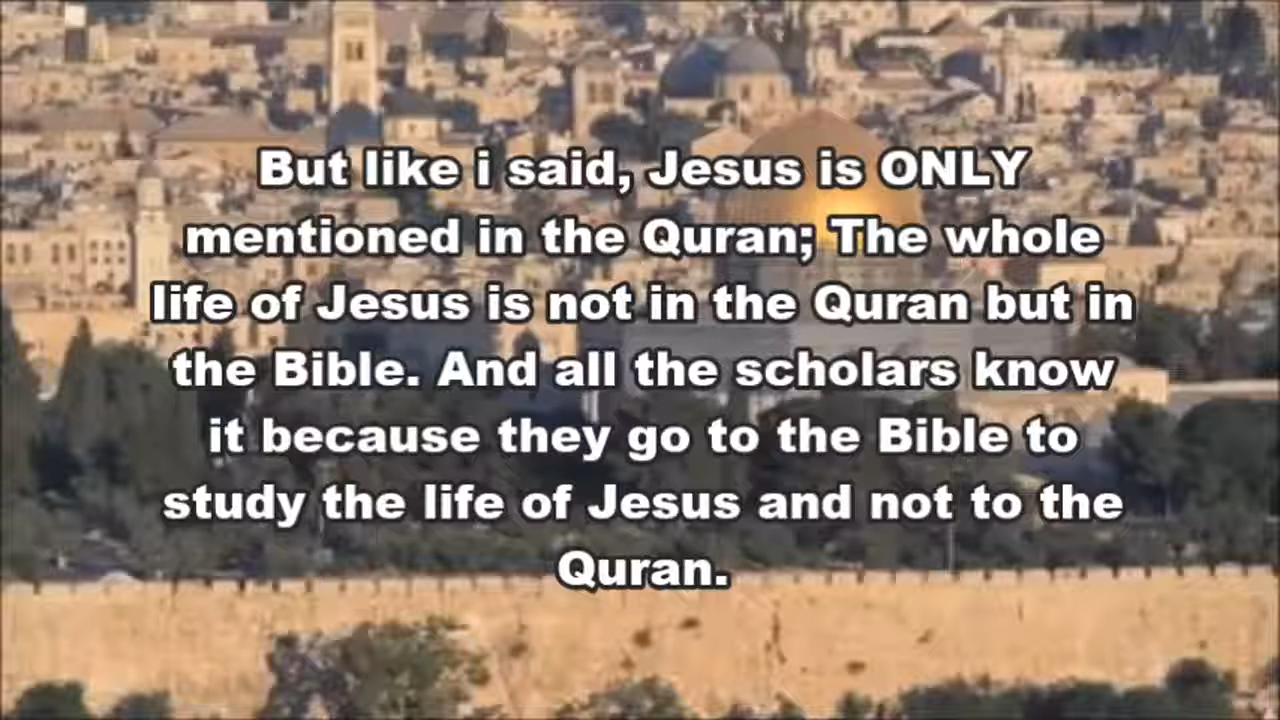 But like i said, Jesus is ONLY
mentioned in the Quran; The whole
life of Jesus is not in the Quran but in
the Bible. And all the scholars know
it because they go to the Bible to
study the life of Jesus and not to the
Quran.